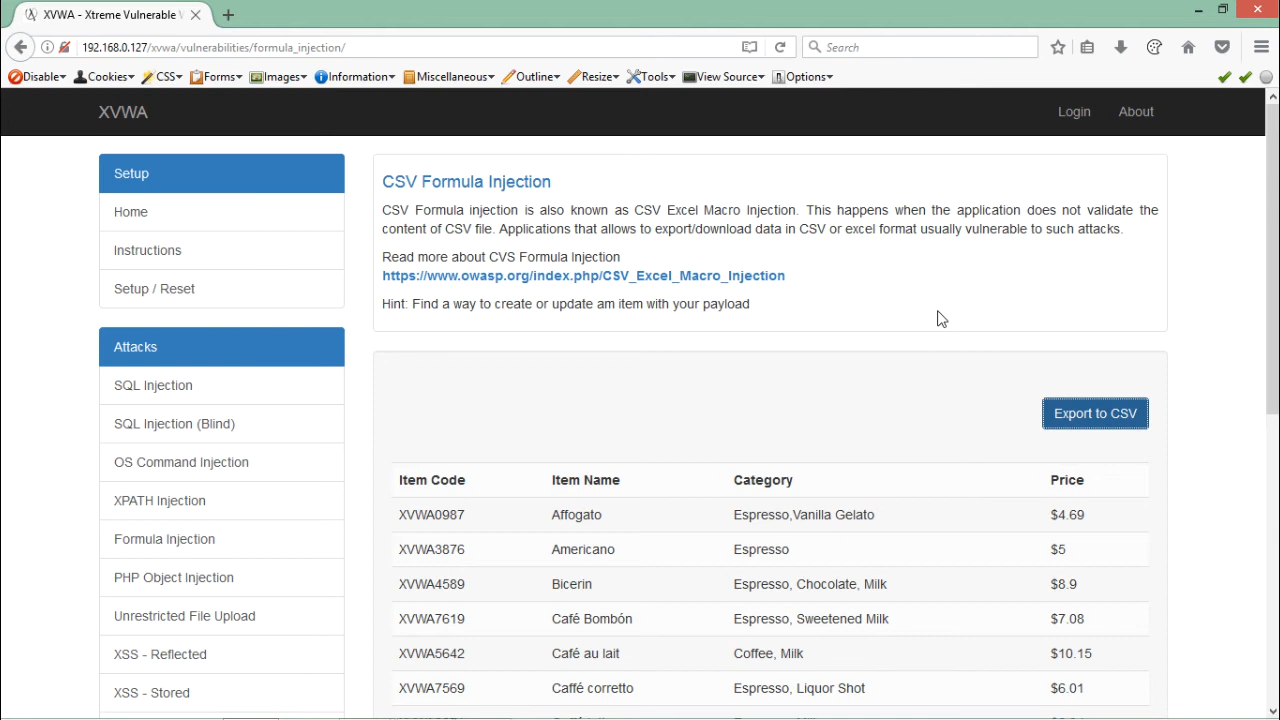 XVWA - Xtreme Vulnerable
192.168.0.127/xvwa/vulnerabilities/formula_injection/
Search
Disable Cookies CSS Forms Images Information Miscellaneous Outline Resize Tools View Source Options
XVWA
Login
About
Setup
Home
Instructions
Setup / Reset
Attacks
SQL Injection
SQL Injection (Blind)
OS Command Injection
XPATH Injection
Formula Injection
PHP Object Injection
Unrestricted File Upload
XSS - Reflected
XSS - Stored
CSV Formula Injection
CSV Formula injection is also known as CSV Excel Macro Injection. This happens when the application does not validate the
content of CSV file. Applications that allows to export/download data in CSV or excel format usually vulnerable to such attacks.
Read more about CVS Formula Injection
https://www.owasp.org/index.php/CSV_Excel_Macro_Injection
Hint: Find a way to create or update am item with your payload
Export to CSV
Item Code Item Name Category Price
XVWA0987 Affogato Espresso,Vanilla Gelato $4.69
XVWA3876 Americano Espresso $5
XVWA4589 Bicerin Espresso, Chocolate, Milk $8.9
XVWA7619 Café Bombón Espresso, Sweetened Milk $7.08
XVWA5642 Café au lait Coffee, Milk $10.15
XVWA7569 Caffé corretto Espresso, Liquor Shot $6.01